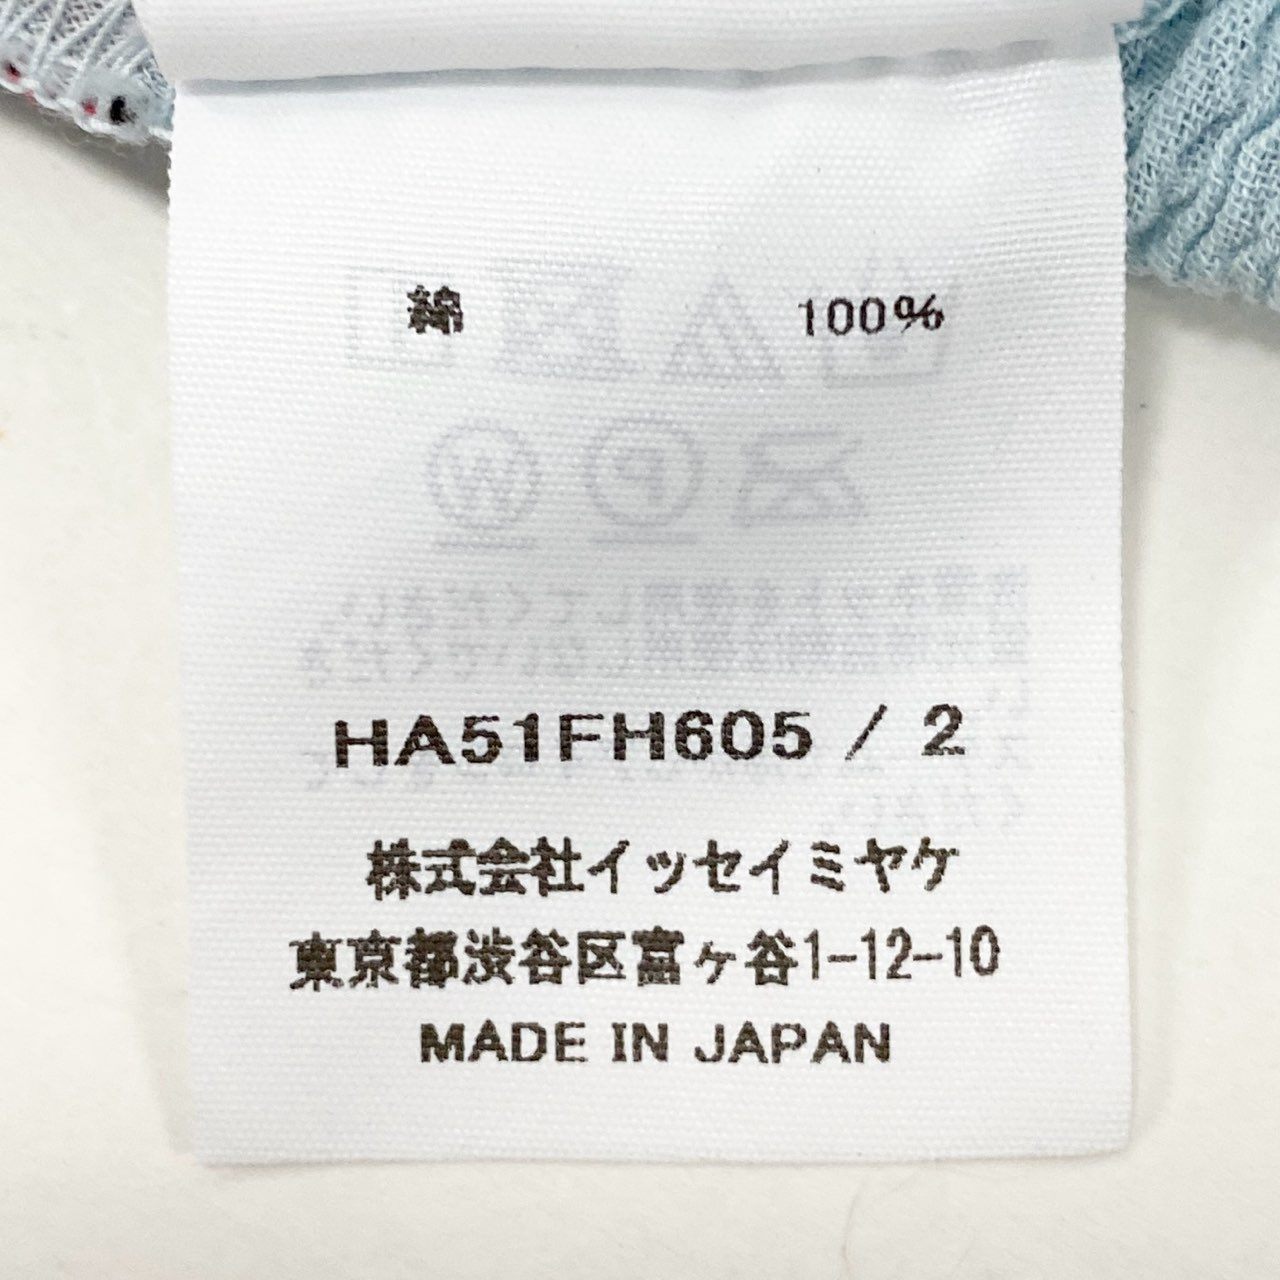 綿 100%
HA51FH605 / 2
株式会社イッセイミヤケ
東京都渋谷区富ヶ谷1-12-10
MADE IN JAPAN